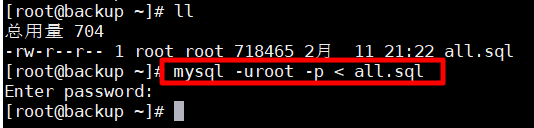 [root@backup ~]# ll
总用量 704
-rw-r--r-- 1 root root 718465 2月  11 21:22 all.sql
[root@backup ~]# mysql -uroot -p < all.sql
Enter password:
[root@backup ~]#